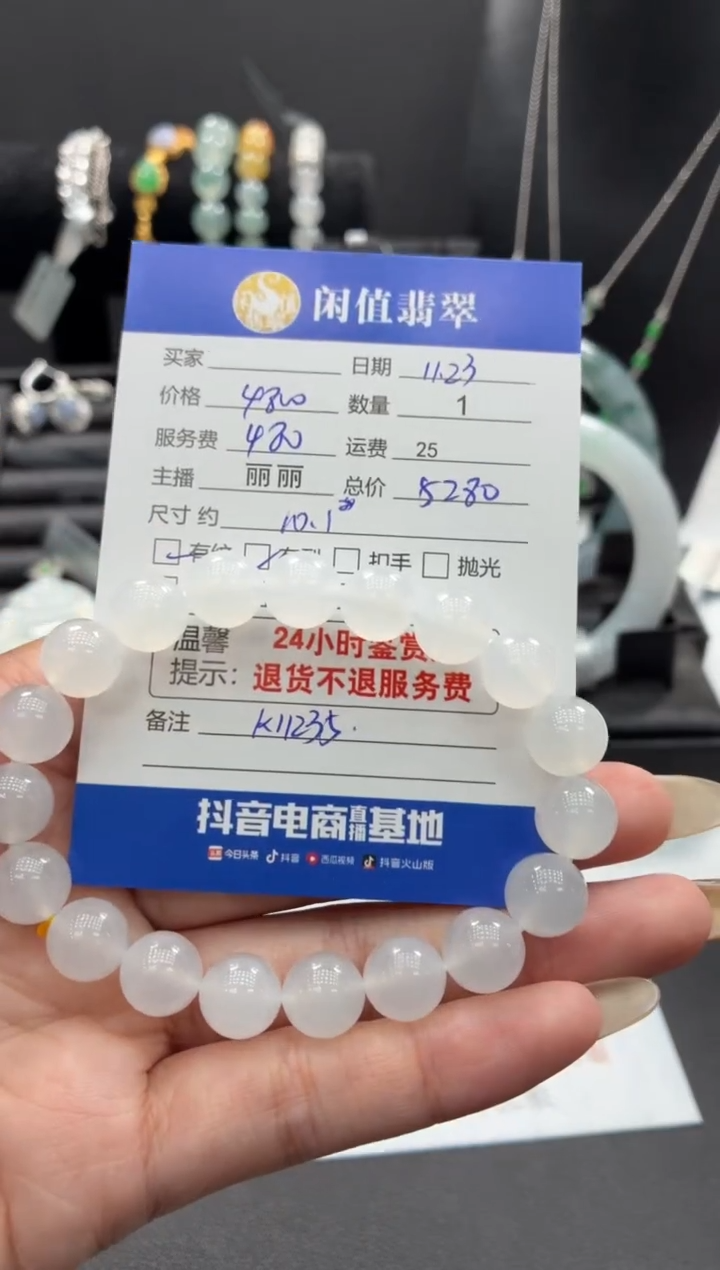 闲值翡翠
买家 日期 11.23
价格 4800 数量 1
服务费 480 运费 25
主播 丽丽 总价 5280
尺寸 约 10.1
有纹 扣手 抛光
温馨 24小时鉴赏
提示: 退货不退服务费
备注 K11235.
抖音电商直播基地
今日头条 抖音 西瓜视频 抖音火山版